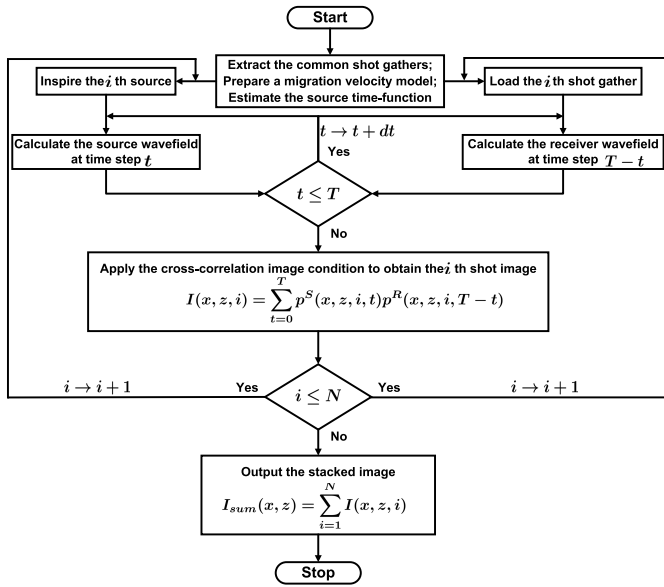 Start
Extract the common shot gathers;
Prepare a migration velocity model;
Estimate the source time-function
Inspire the i th source
Load the i th shot gather
t → t + dt
Yes
Calculate the source wavefield
at time step t
Calculate the receiver wavefield
at time step T − t
t ≤ T
No
Apply the cross-correlation image condition to obtain the i th shot image
I(x, z, i) = ∑_{t=0}^{T} p^S(x, z, i, t)p^R(x, z, i, T − t)
i → i + 1
Yes
i ≤ N
Yes
i → i + 1
No
Output the stacked image
I_{sum}(x, z) = ∑_{i=1}^{N} I(x, z, i)
Stop